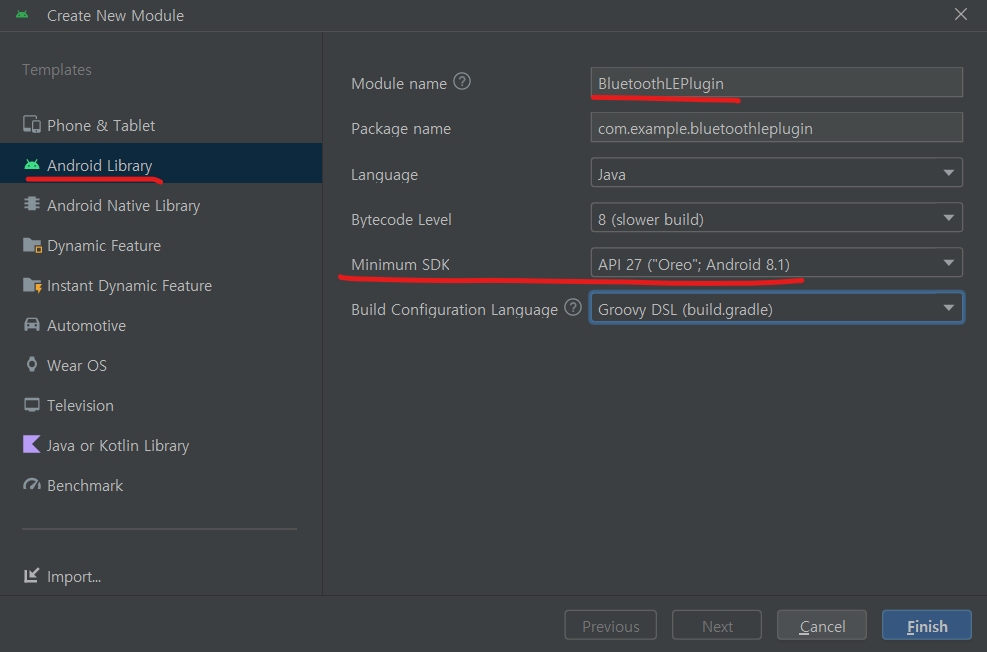 Create New Module
Templates
Phone & Tablet
Android Library
Android Native Library
Dynamic Feature
Instant Dynamic Feature
Automotive
Wear OS
Television
Java or Kotlin Library
Benchmark
Import...
Module name ? BluetoothLEPlugin
Package name com.example.bluetoothleplugin
Language Java
Bytecode Level 8 (slower build)
Minimum SDK API 27 ("Oreo"; Android 8.1)
Build Configuration Language ? Groovy DSL (build.gradle)
Previous Next Cancel Finish